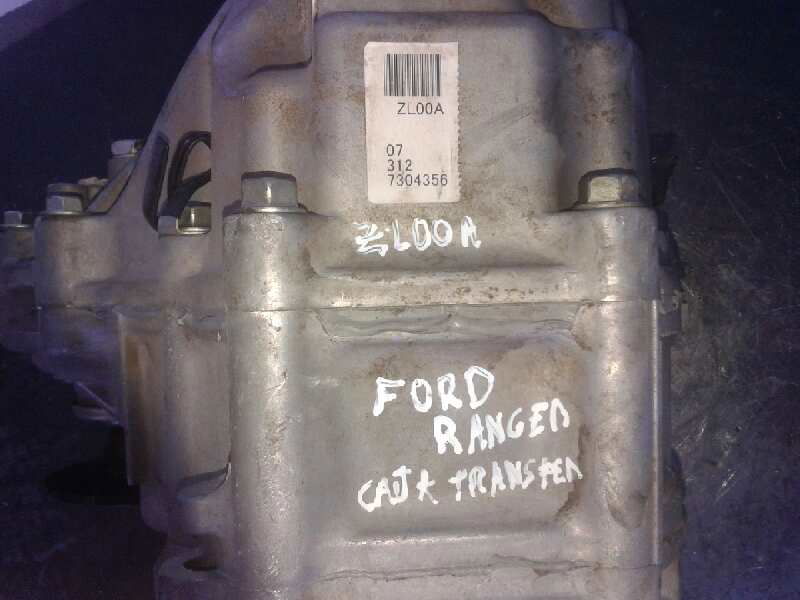 ZL00A
07
312
7304356
ZL00A
FORD
RANGER
CAJA TRANSFER